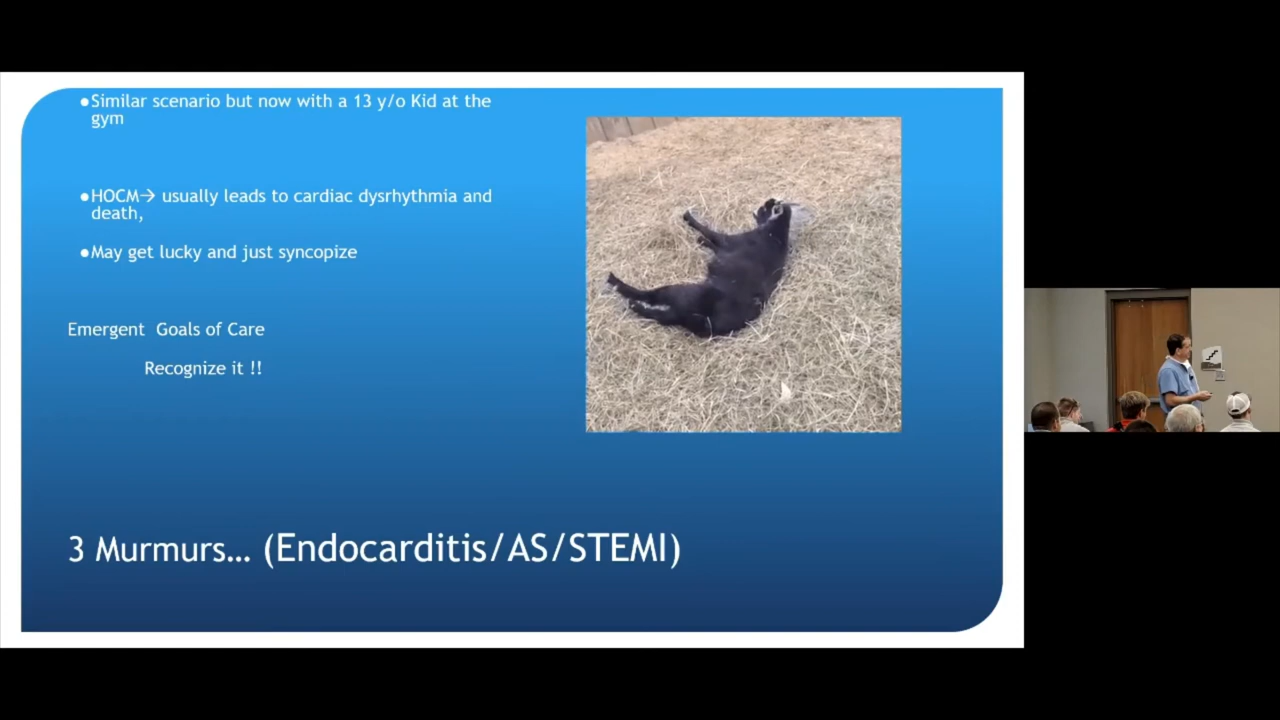 ●Similar scenario but now with a 13 y/o Kid at the
gym
●HOCM→ usually leads to cardiac dysrhythmia and
death,
●May get lucky and just syncopize
Emergent Goals of Care
Recognize it !!
3 Murmurs... (Endocarditis/AS/STEMI)